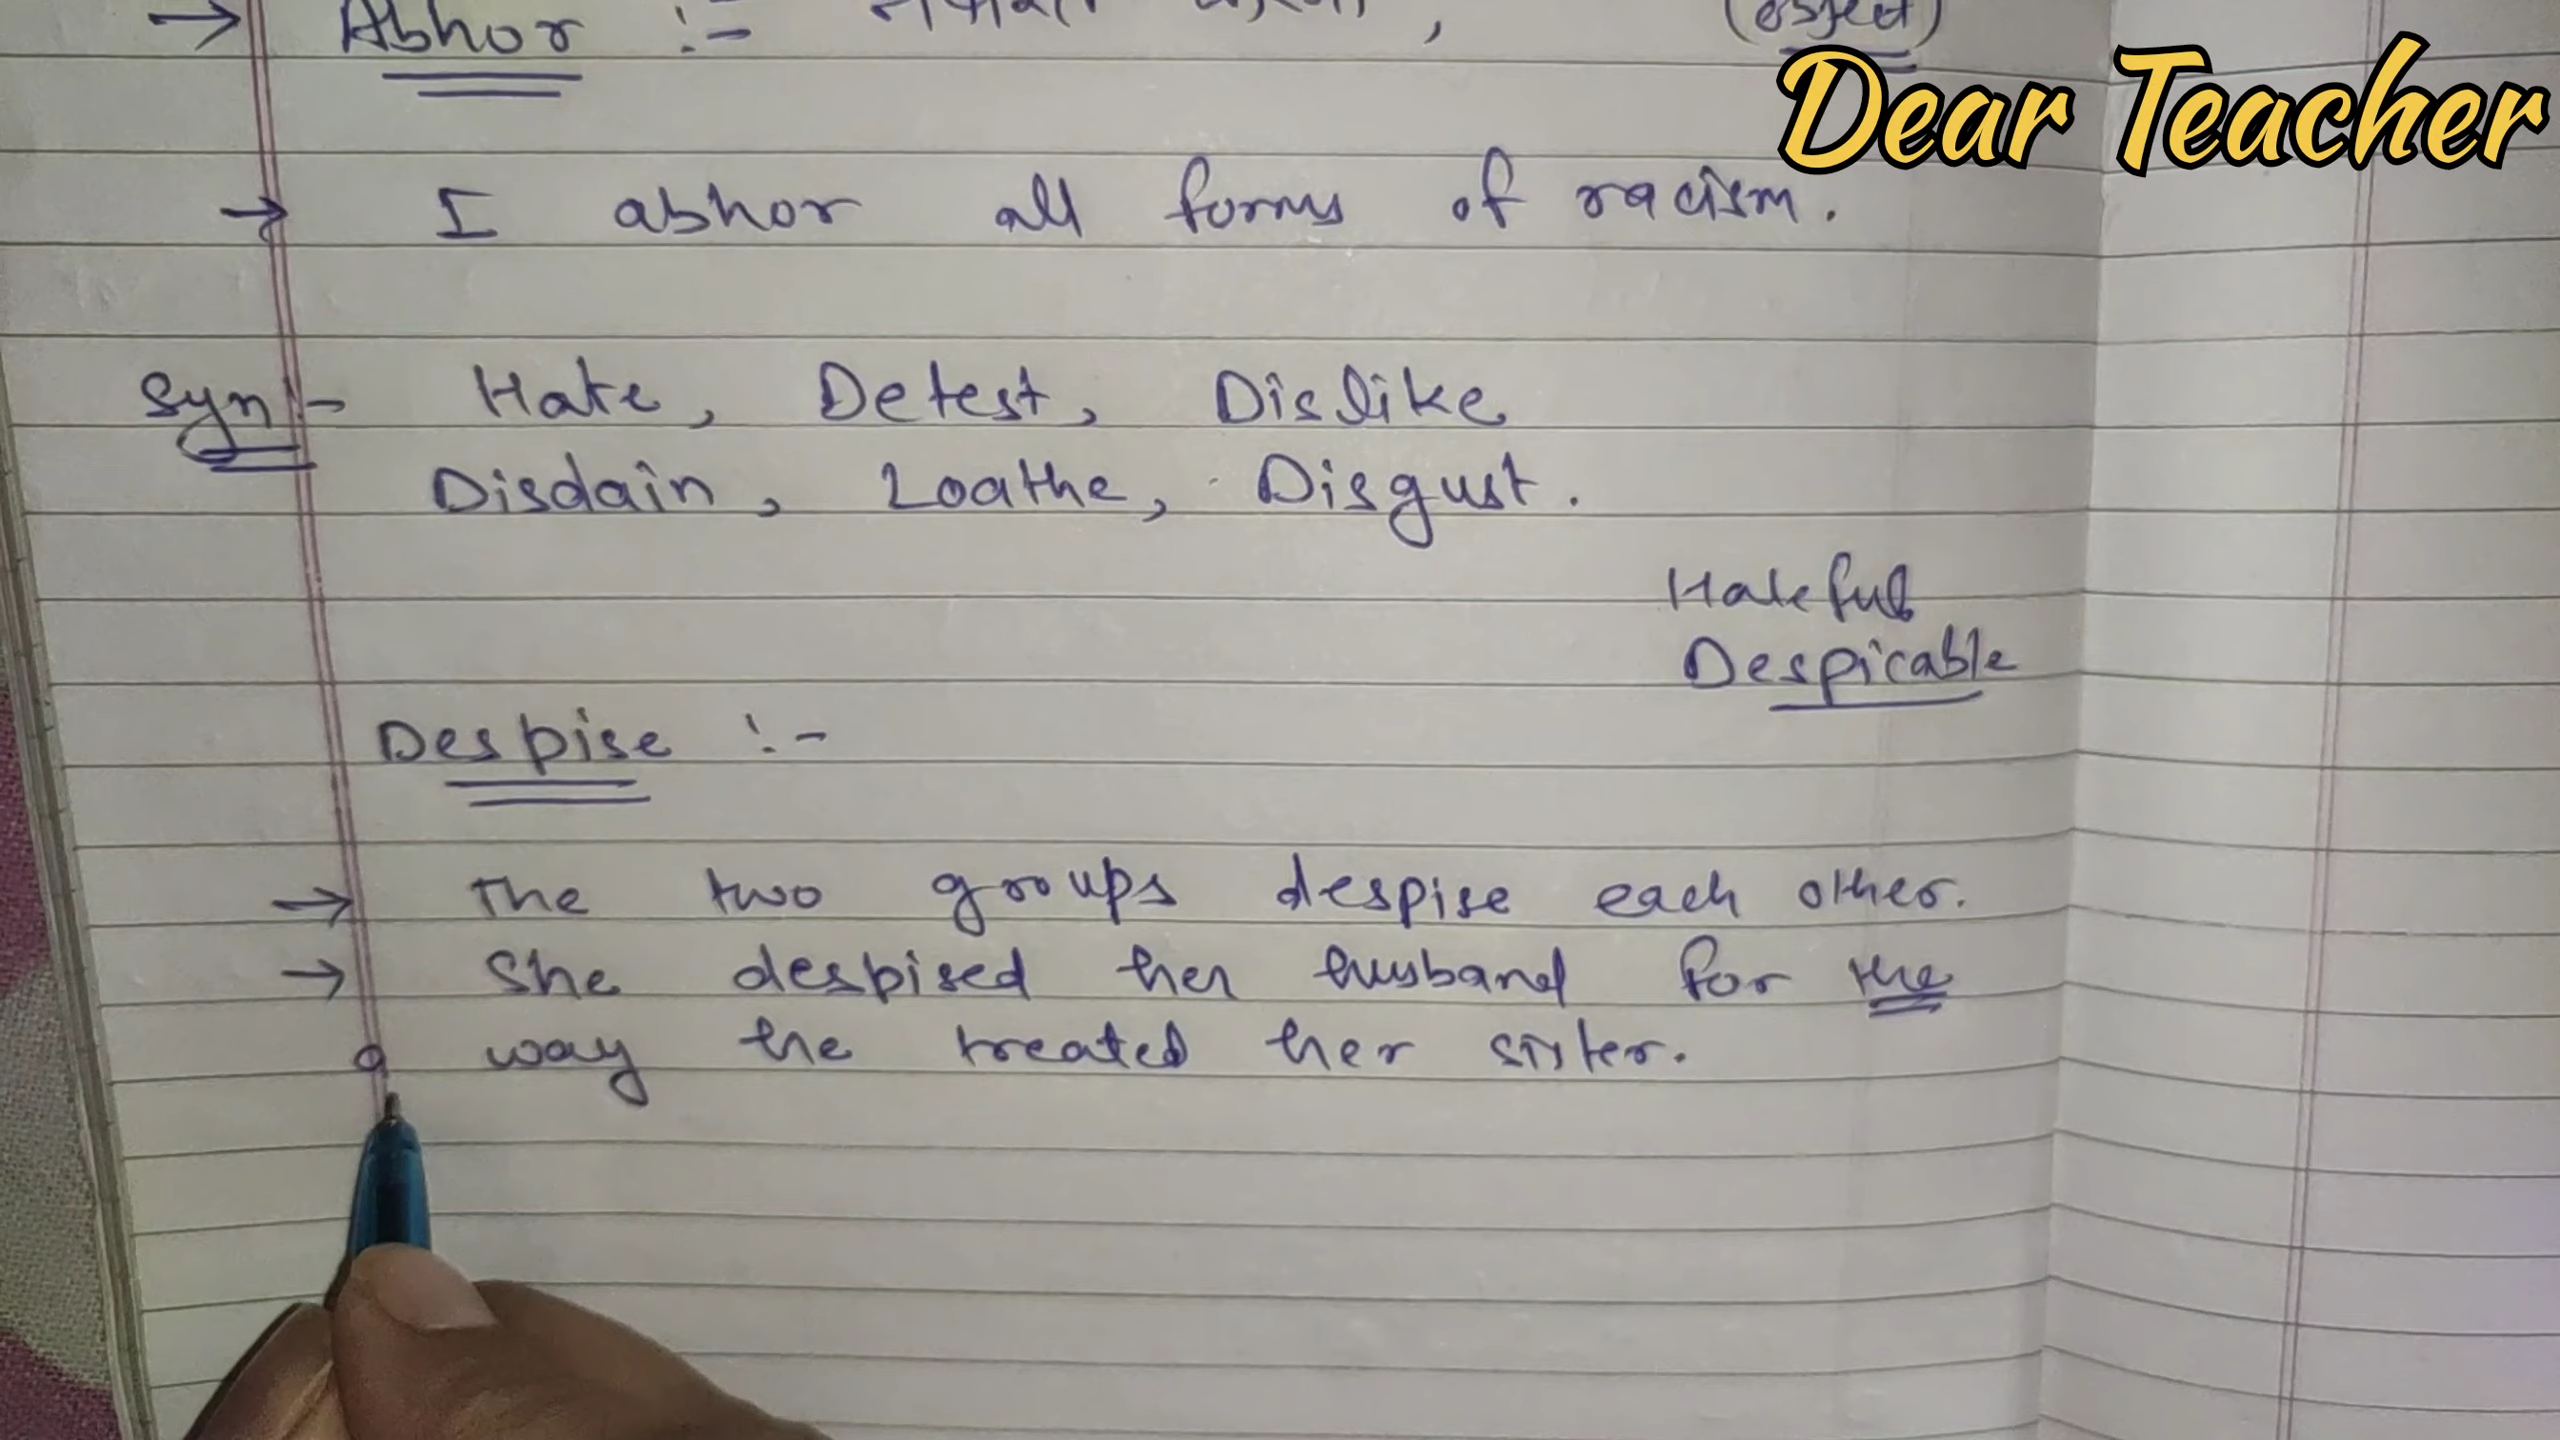 → Abhor :-
Dear Teacher
→ I abhor all forms of racism.
Syn - Hate, Detest, Dislike
Disdain, Loathe, Disgust.
Hateful
Despicable
Despise :-
→ The two groups despise each other.
→ She despised her husband for the
way he treated her sister.